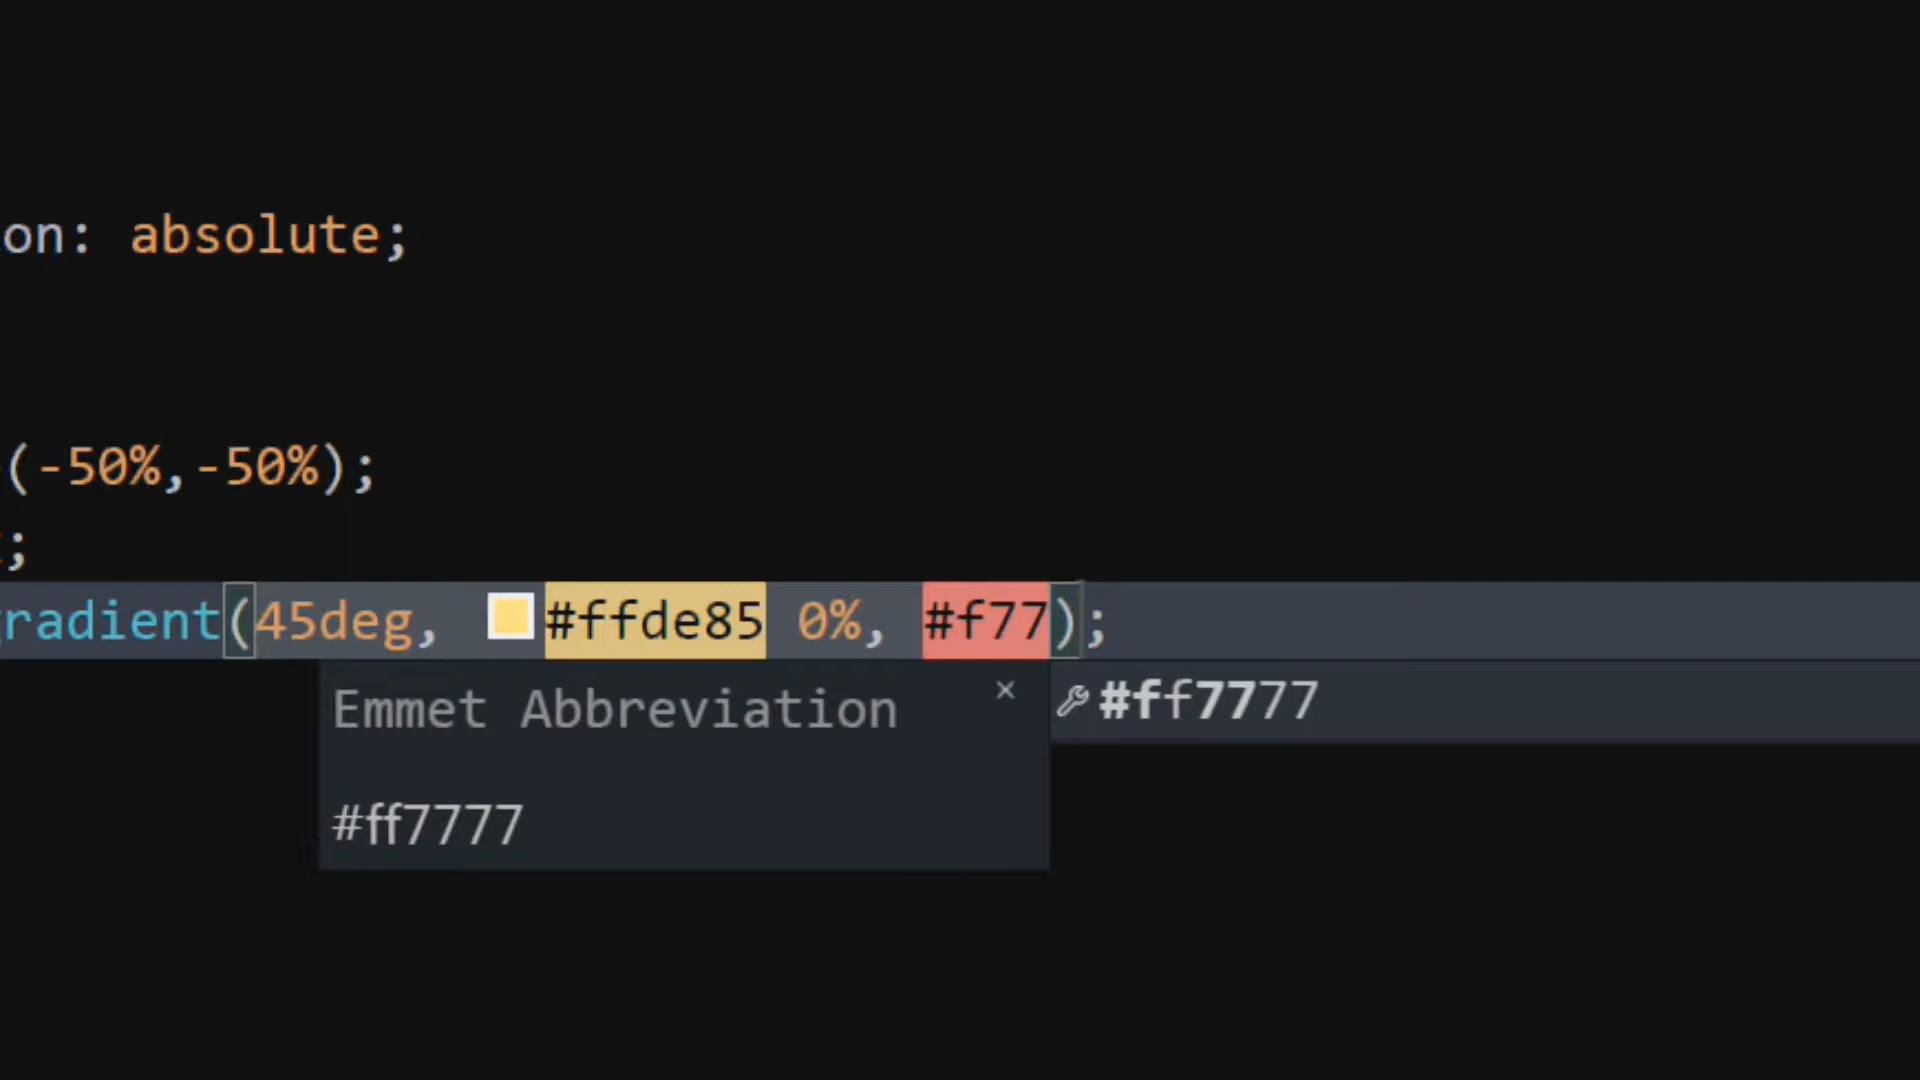 on: absolute;
(-50%,-50%);
;
radient(45deg, #ffde85 0%, #f77);
Emmet Abbreviation ×
#ff7777
#ff7777